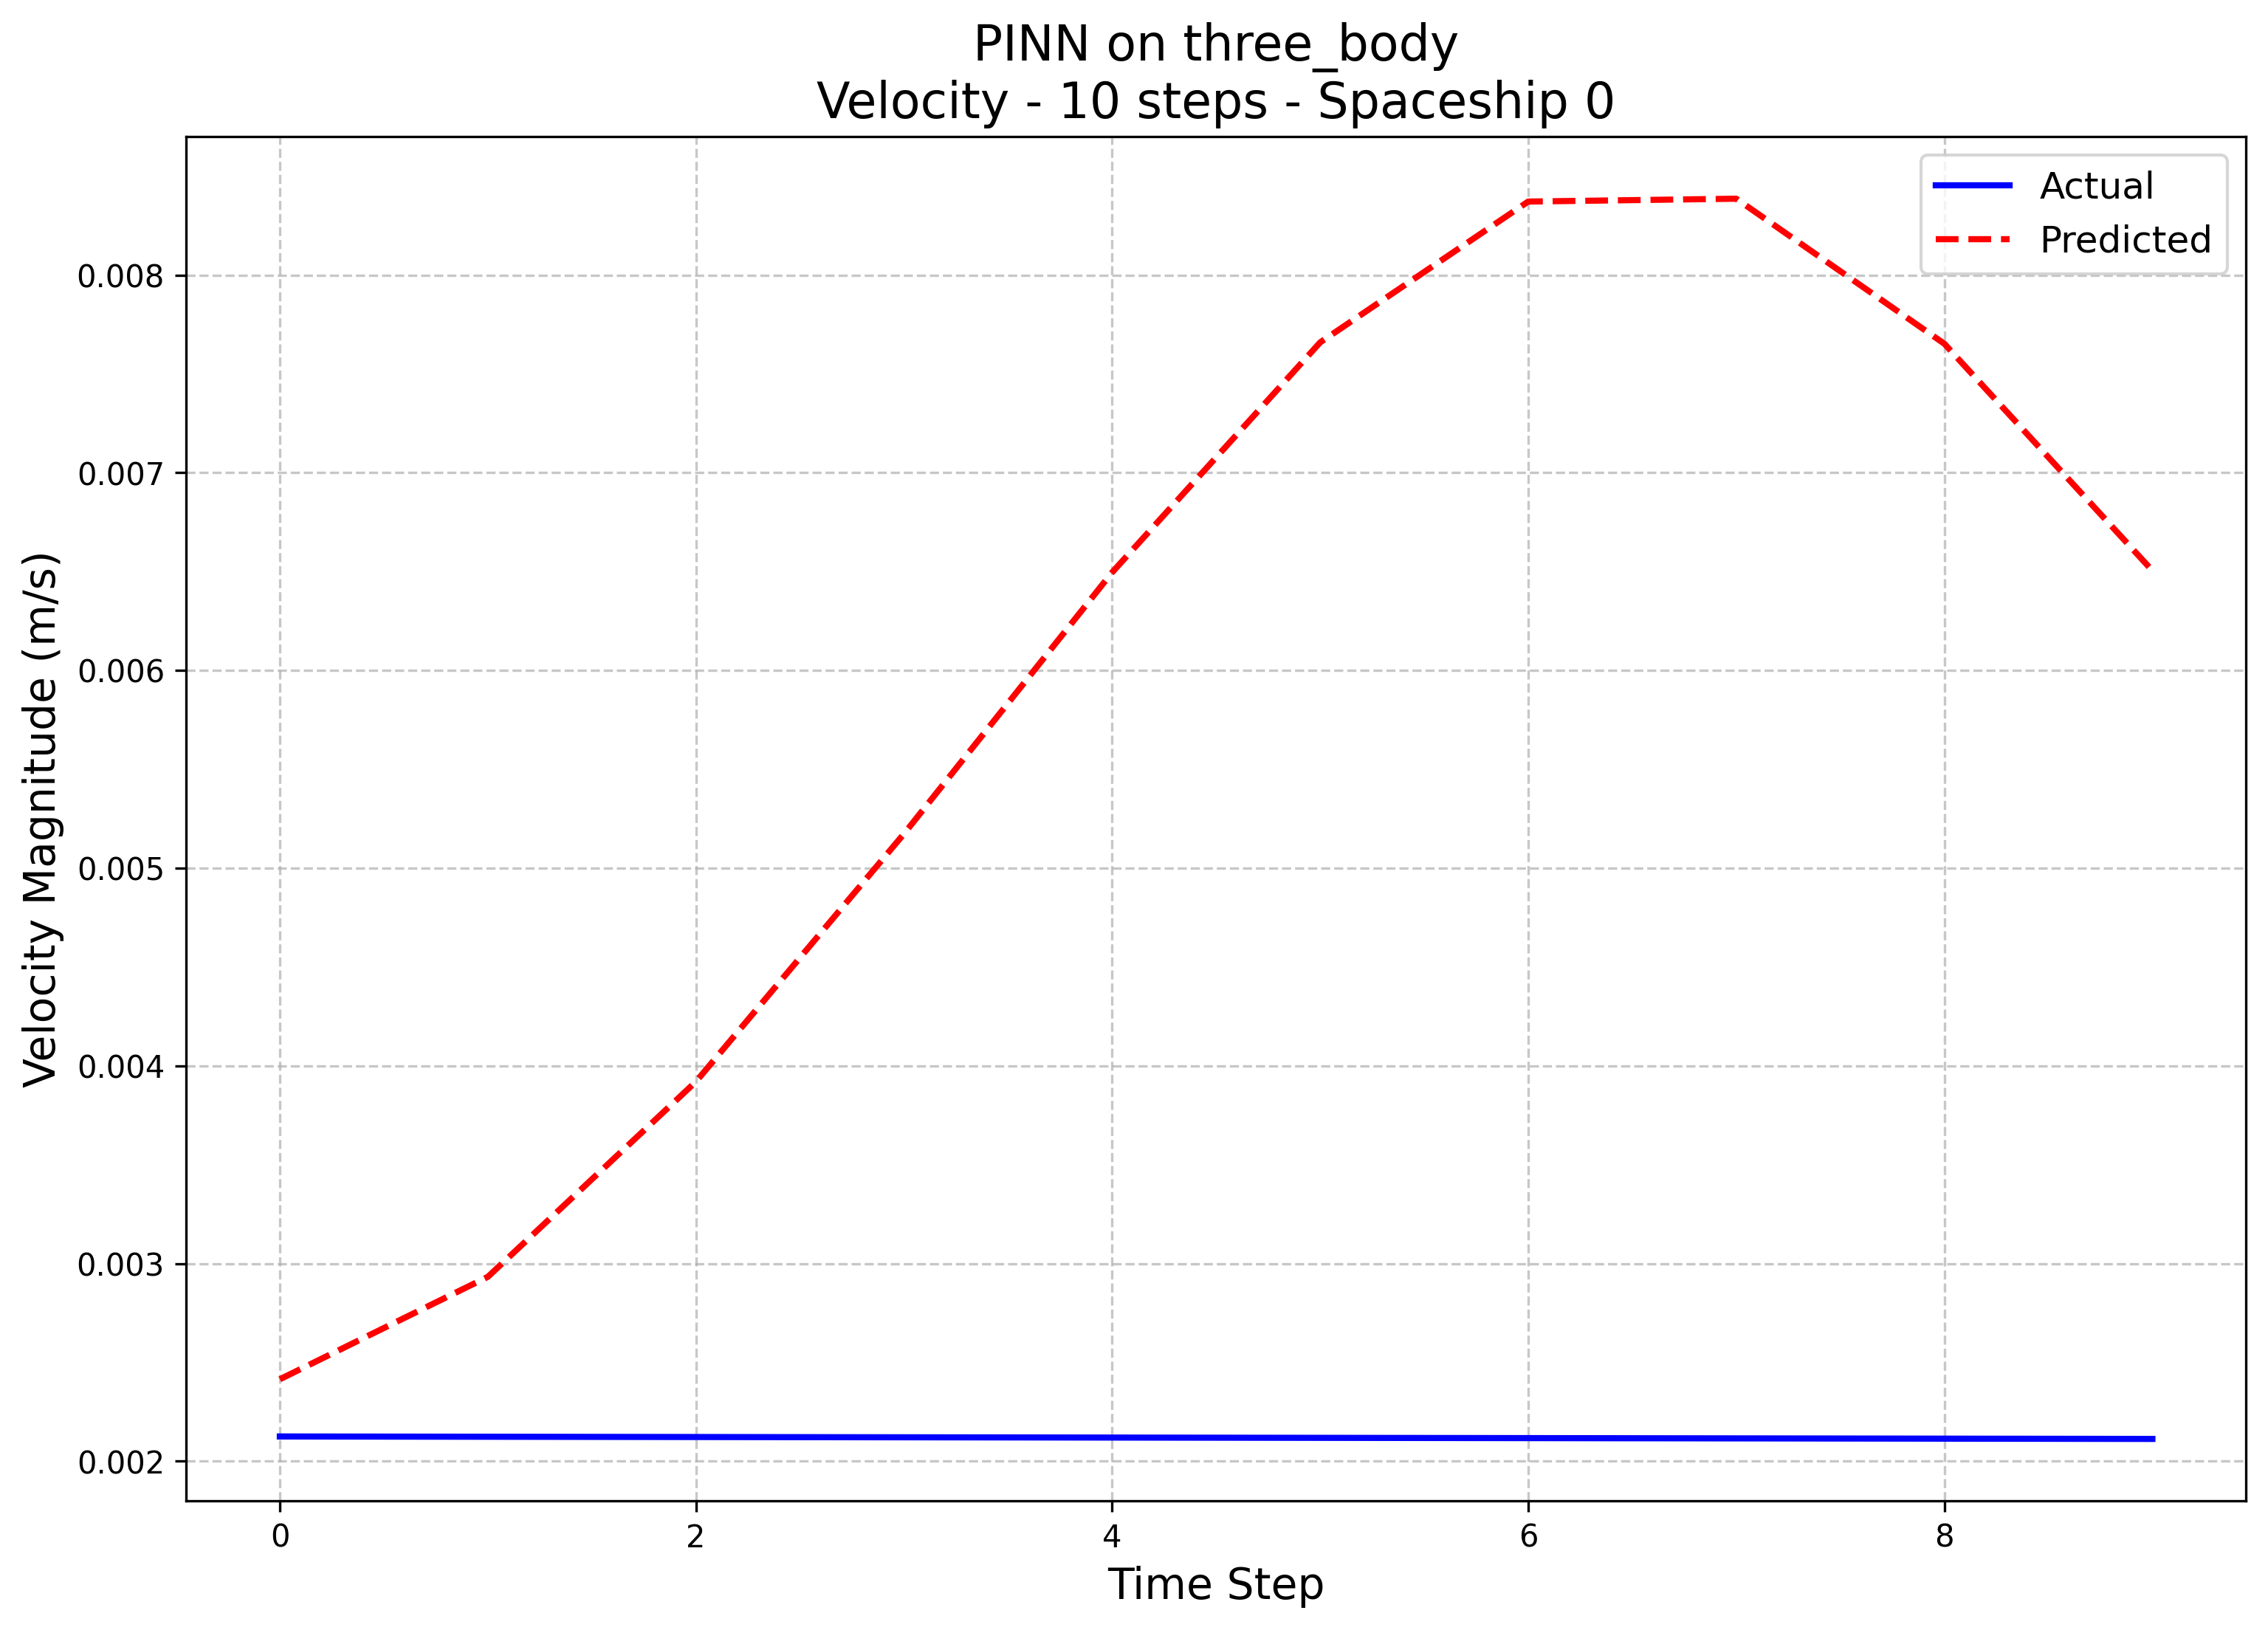 PINN on three_body
Velocity - 10 steps - Spaceship 0
Actual
Predicted
Velocity Magnitude (m/s)
0.008
0.007
0.006
0.005
0.004
0.003
0.002
0 2 4 6 8
Time Step